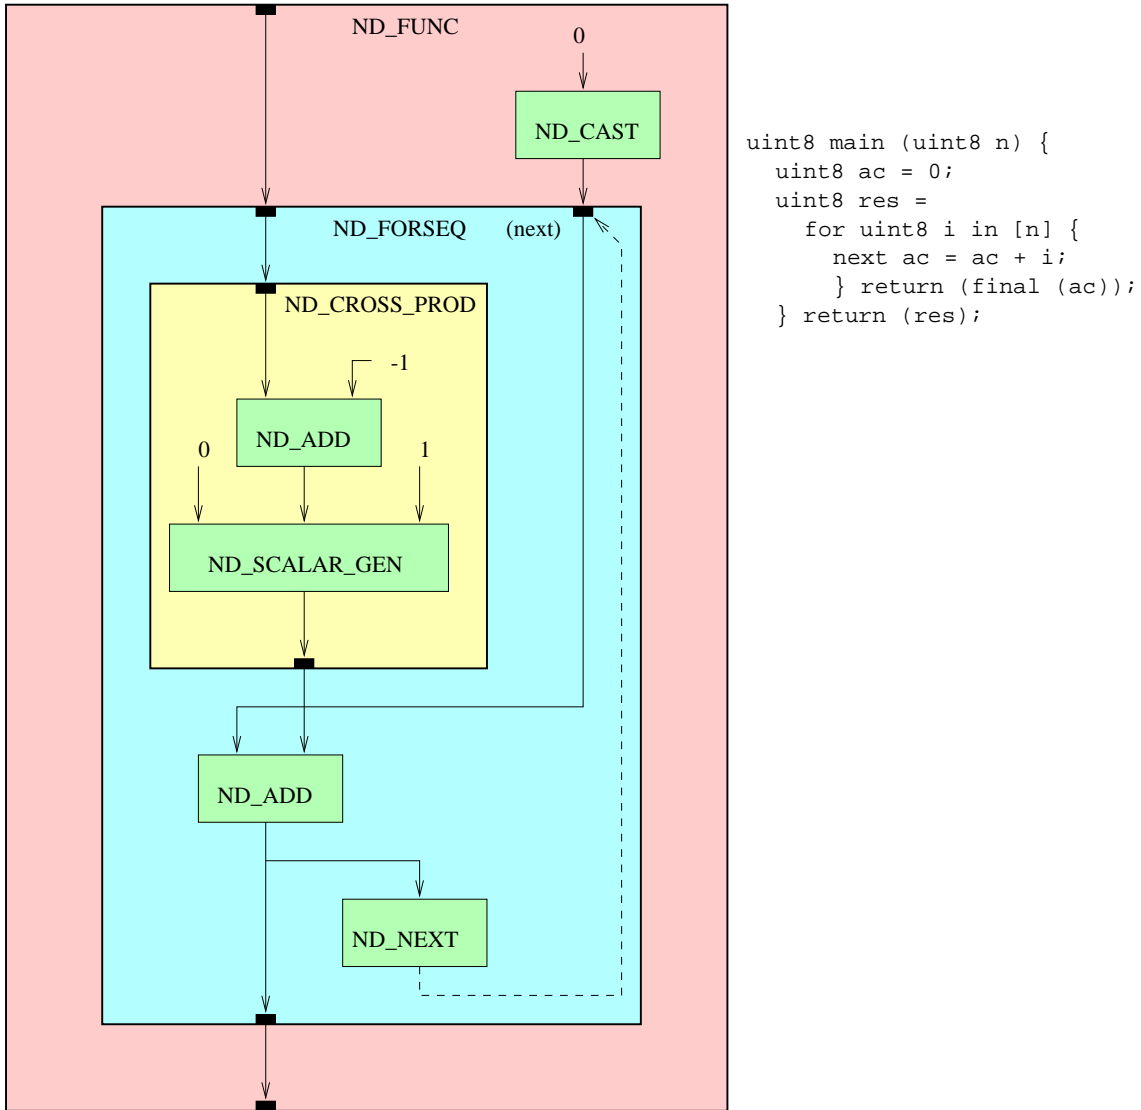 ND_FUNC
0
ND_CAST
ND_FORSEQ (next)
ND_CROSS_PROD
-1
ND_ADD
0
1
ND_SCALAR_GEN
ND_ADD
ND_NEXT
uint8 main (uint8 n) {
uint8 ac = 0;
uint8 res =
for uint8 i in [n] {
next ac = ac + i;
} return (final (ac));
} return (res);